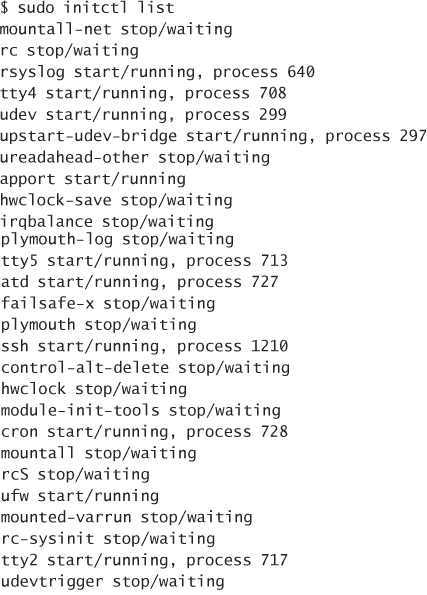 $ sudo initctl list
mountall-net stop/waiting
rc stop/waiting
rsyslog start/running, process 640
tty4 start/running, process 708
udev start/running, process 299
upstart-udev-bridge start/running, process 297
ureadahead-other stop/waiting
apport start/running
hwclock-save stop/waiting
irqbalance stop/waiting
plymouth-log stop/waiting
tty5 start/running, process 713
atd start/running, process 727
failsafe-x stop/waiting
plymouth stop/waiting
ssh start/running, process 1210
control-alt-delete stop/waiting
hwclock stop/waiting
module-init-tools stop/waiting
cron start/running, process 728
mountall stop/waiting
rcS stop/waiting
ufw start/running
mounted-varrun stop/waiting
rc-sysinit stop/waiting
tty2 start/running, process 717
udevtrigger stop/waiting